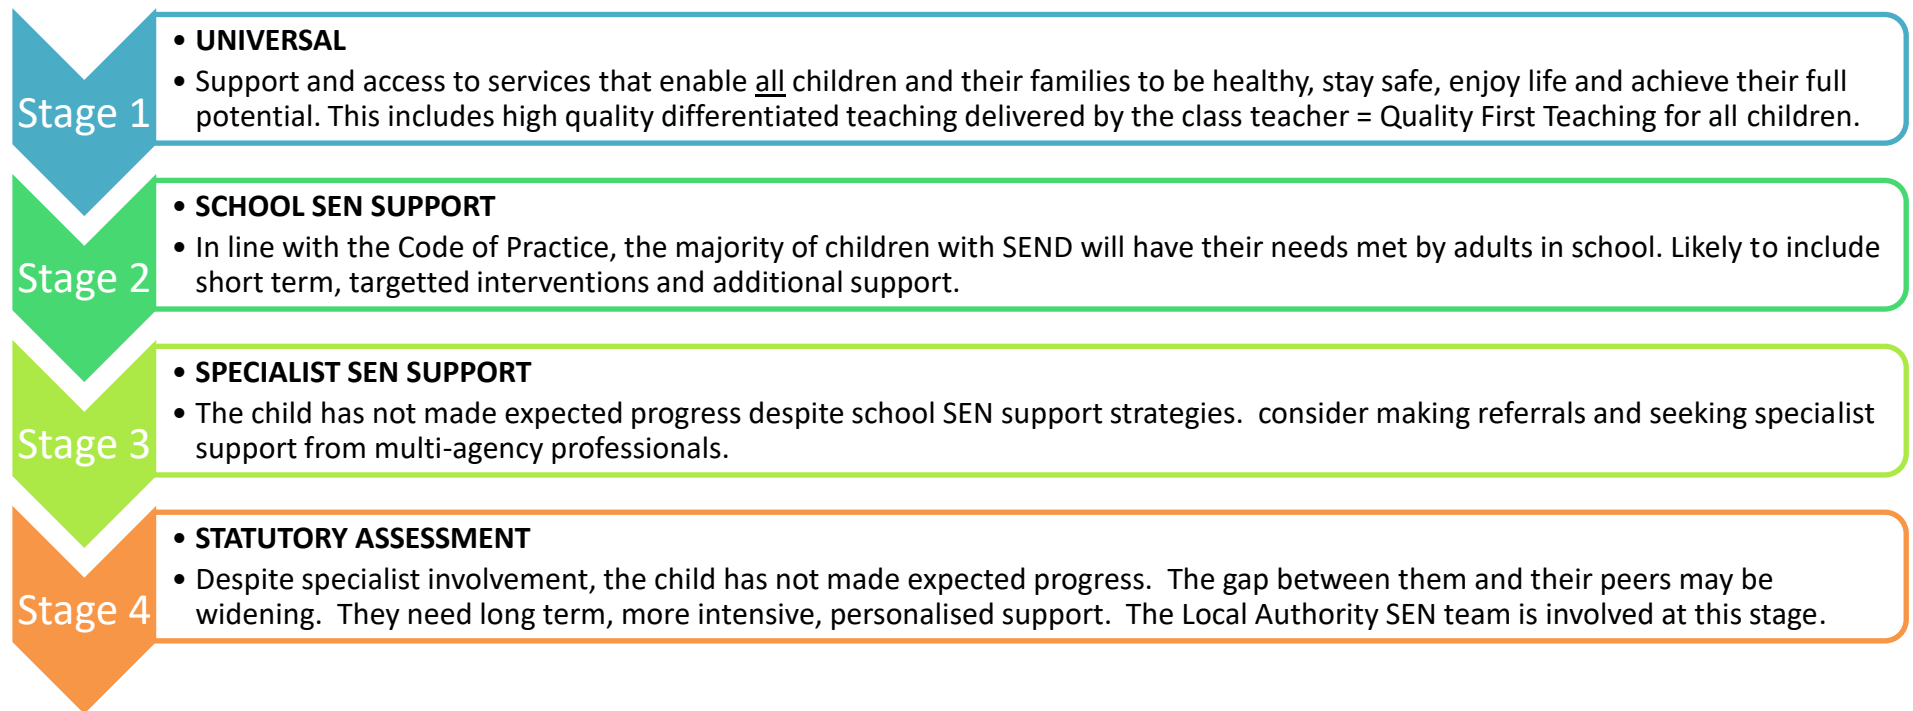 Stage 1
• UNIVERSAL
• Support and access to services that enable all children and their families to be healthy, stay safe, enjoy life and achieve their full
potential. This includes high quality differentiated teaching delivered by the class teacher = Quality First Teaching for all children.
Stage 2
• SCHOOL SEN SUPPORT
• In line with the Code of Practice, the majority of children with SEND will have their needs met by adults in school. Likely to include
short term, targetted interventions and additional support.
Stage 3
• SPECIALIST SEN SUPPORT
• The child has not made expected progress despite school SEN support strategies.  consider making referrals and seeking specialist
support from multi-agency professionals.
Stage 4
• STATUTORY ASSESSMENT
• Despite specialist involvement, the child has not made expected progress.  The gap between them and their peers may be
widening.  They need long term, more intensive, personalised support.  The Local Authority SEN team is involved at this stage.